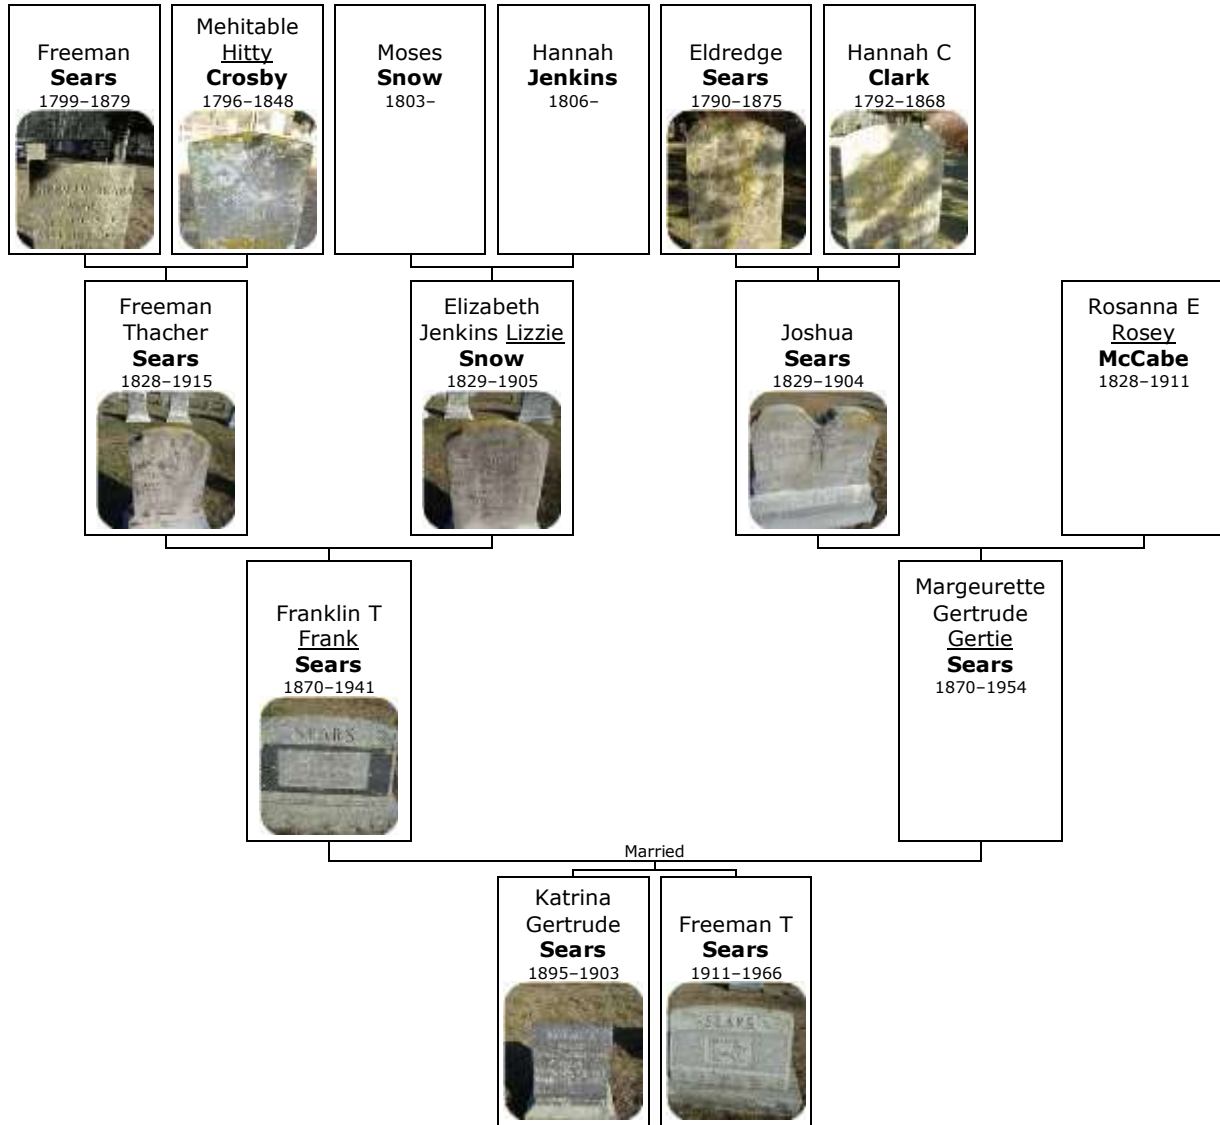 Freeman
Sears
1799–1879
Mehitable
Hitty
Crosby
1796–1848
Moses
Snow
1803–
Hannah
Jenkins
1806–
Eldredge
Sears
1790–1875
Hannah C
Clark
1792–1868
Freeman
Thacher
Sears
1828–1915
Elizabeth
Jenkins Lizzie
Snow
1829–1905
Joshua
Sears
1829–1904
Rosanna E
Rosey
McCabe
1828–1911
Franklin T
Frank
Sears
1870–1941
SEARS
Margeurette
Gertrude
Gertie
Sears
1870–1954
Married
Katrina
Gertrude
Sears
1895–1903
Freeman T
Sears
1911–1966
SEARS